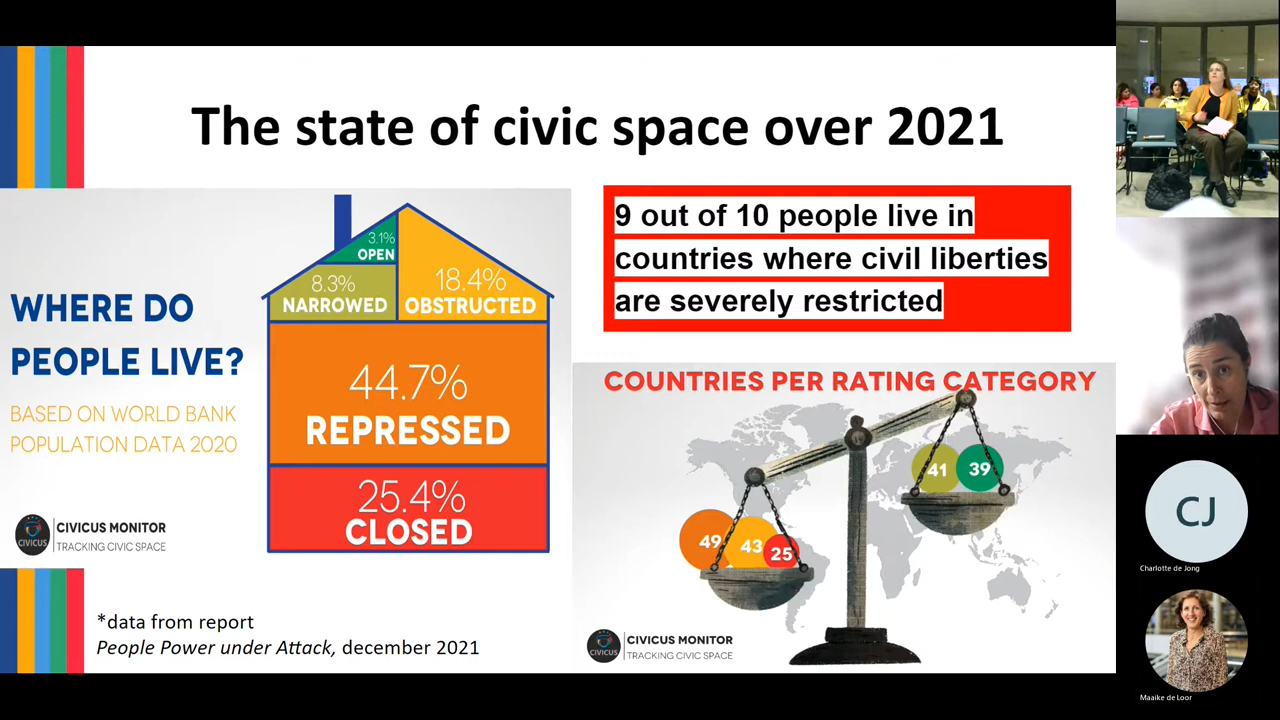 The state of civic space over 2021
WHERE DO
PEOPLE LIVE?
BASED ON WORLD BANK
POPULATION DATA 2020
3.1%
OPEN
8.3%
NARROWED
18.4%
OBSTRUCTED
44.7%
REPRESSED
25.4%
CLOSED
CIVICUS
CIVICUS MONITOR
TRACKING CIVIC SPACE
*data from report
People Power under Attack, december 2021
9 out of 10 people live in
countries where civil liberties
are severely restricted
COUNTRIES PER RATING CATEGORY
41
39
49
43
25
CIVICUS
CIVICUS MONITOR
TRACKING CIVIC SPACE
CJ
Charlotte de Jong
Maaike de Loor